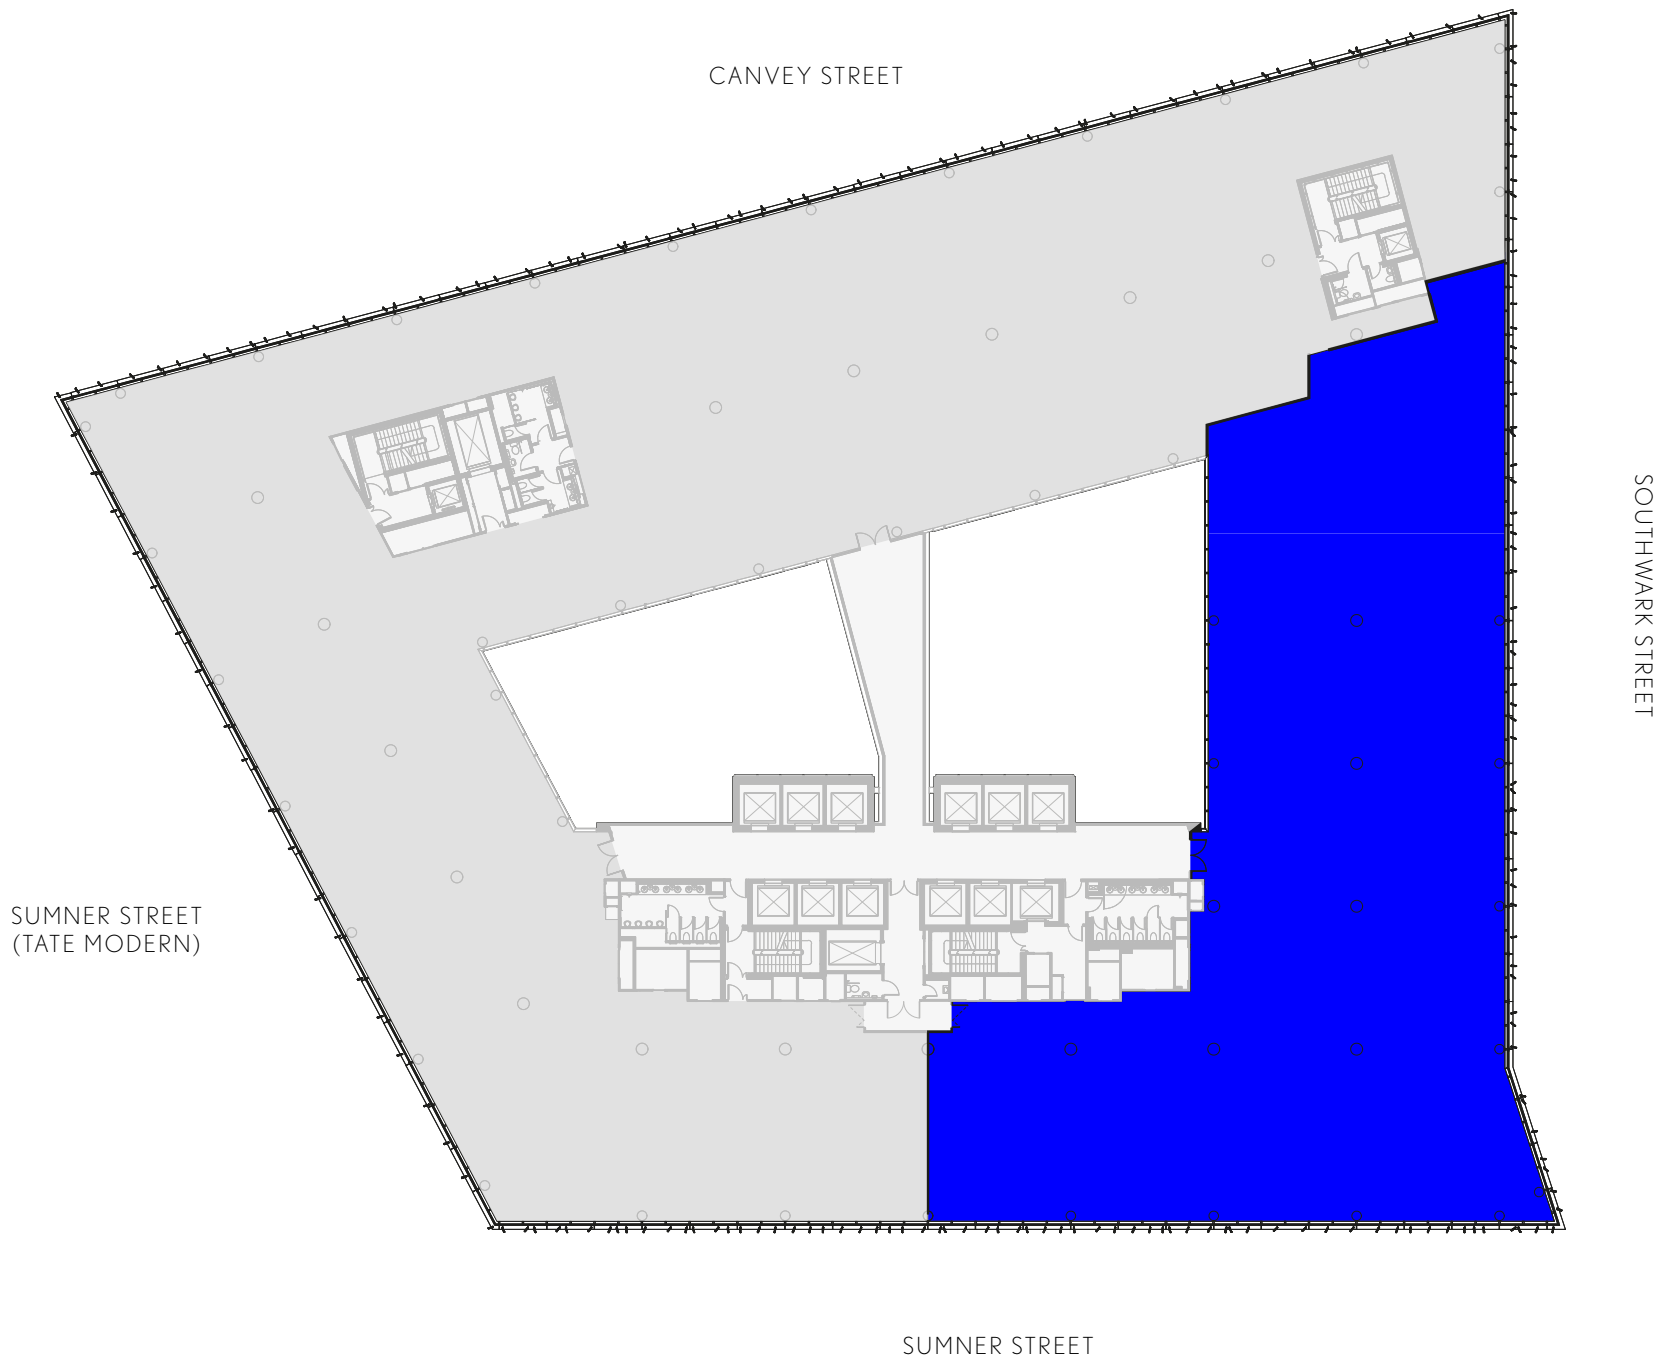 CANVEY STREET
SOUTHWARK STREET
SUMNER STREET
(TATE MODERN)
SUMNER STREET